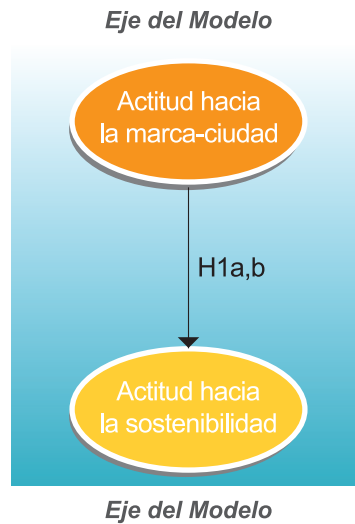 Eje del Modelo
Actitud hacia
la marca-ciudad
H1a,b
Actitud hacia
la sostenibilidad
Eje del Modelo